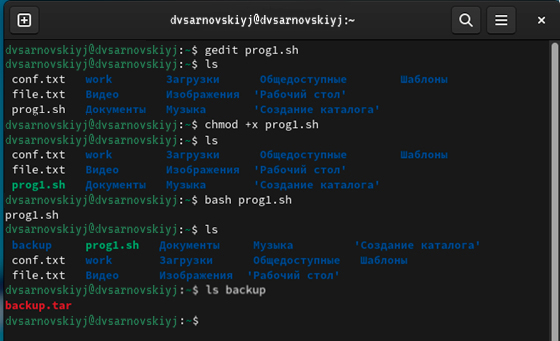 dvsarnovskiyj@dvsarnovskiyj:~
dvsarnovskiyj@dvsarnovskiyj:~$ gedit prog1.sh
dvsarnovskiyj@dvsarnovskiyj:~$ ls
conf.txt work Загрузки Общедоступные Шаблоны
file.txt Видео Изображения 'Рабочий стол'
prog1.sh Документы Музыка 'Создание каталога'
dvsarnovskiyj@dvsarnovskiyj:~$ chmod +x prog1.sh
dvsarnovskiyj@dvsarnovskiyj:~$ ls
conf.txt work Загрузки Общедоступные Шаблоны
file.txt Видео Изображения 'Рабочий стол'
prog1.sh Документы Музыка 'Создание каталога'
dvsarnovskiyj@dvsarnovskiyj:~$ bash prog1.sh
prog1.sh
dvsarnovskiyj@dvsarnovskiyj:~$ ls
backup prog1.sh Документы Музыка 'Создание каталога'
conf.txt work Загрузки Общедоступные Шаблоны
file.txt Видео Изображения 'Рабочий стол'
dvsarnovskiyj@dvsarnovskiyj:~$ ls backup
backup.tar
dvsarnovskiyj@dvsarnovskiyj:~$